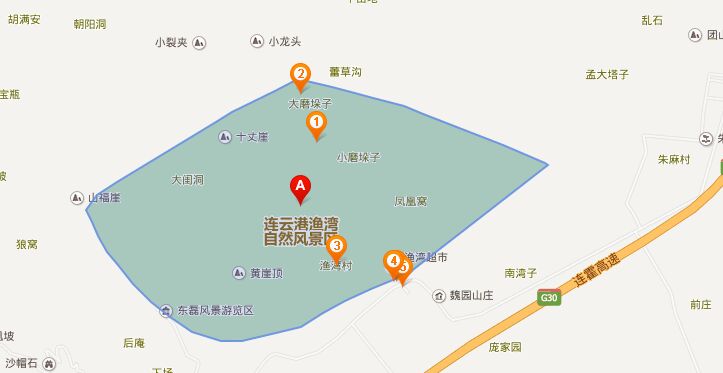 胡满安
朝阳洞
乱石
小裂夹
小龙头
团山
2
蕾草沟
孟大塔子
宝瓶
大磨垛子
1
十丈崖
小磨垛子
朱麻村
大闺洞
A
山福崖
凤凰窝
连云港渔湾
自然风景区
狼窝
3
渔湾村
4
渔湾超市
黄崖顶
南湾子
连霍高速
G30
魏园山庄
东磊风景游览区
前庄
后庵
庞家园
沙帽石